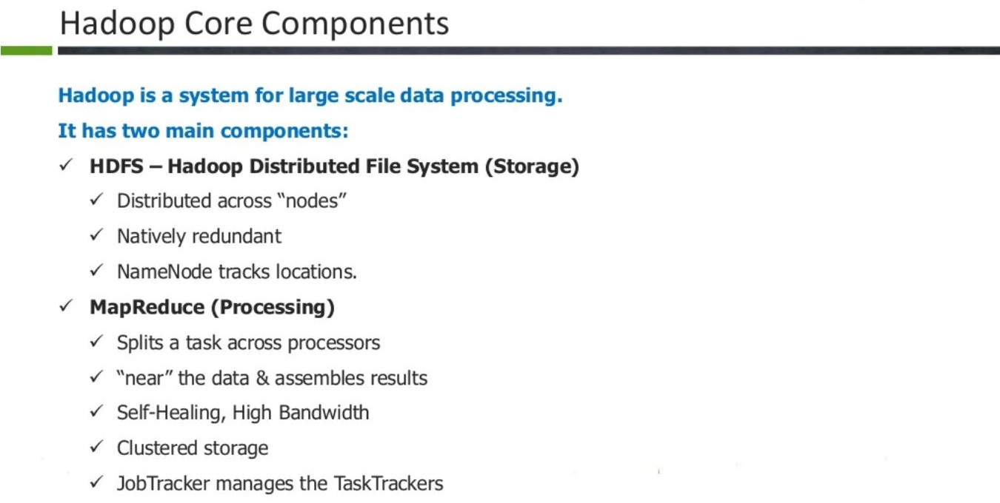 Hadoop Core Components
Hadoop is a system for large scale data processing.
It has two main components:
✓ HDFS – Hadoop Distributed File System (Storage)
✓ Distributed across “nodes”
✓ Natively redundant
✓ NameNode tracks locations.
✓ MapReduce (Processing)
✓ Splits a task across processors
✓ “near” the data & assembles results
✓ Self-Healing, High Bandwidth
✓ Clustered storage
✓ JobTracker manages the TaskTrackers